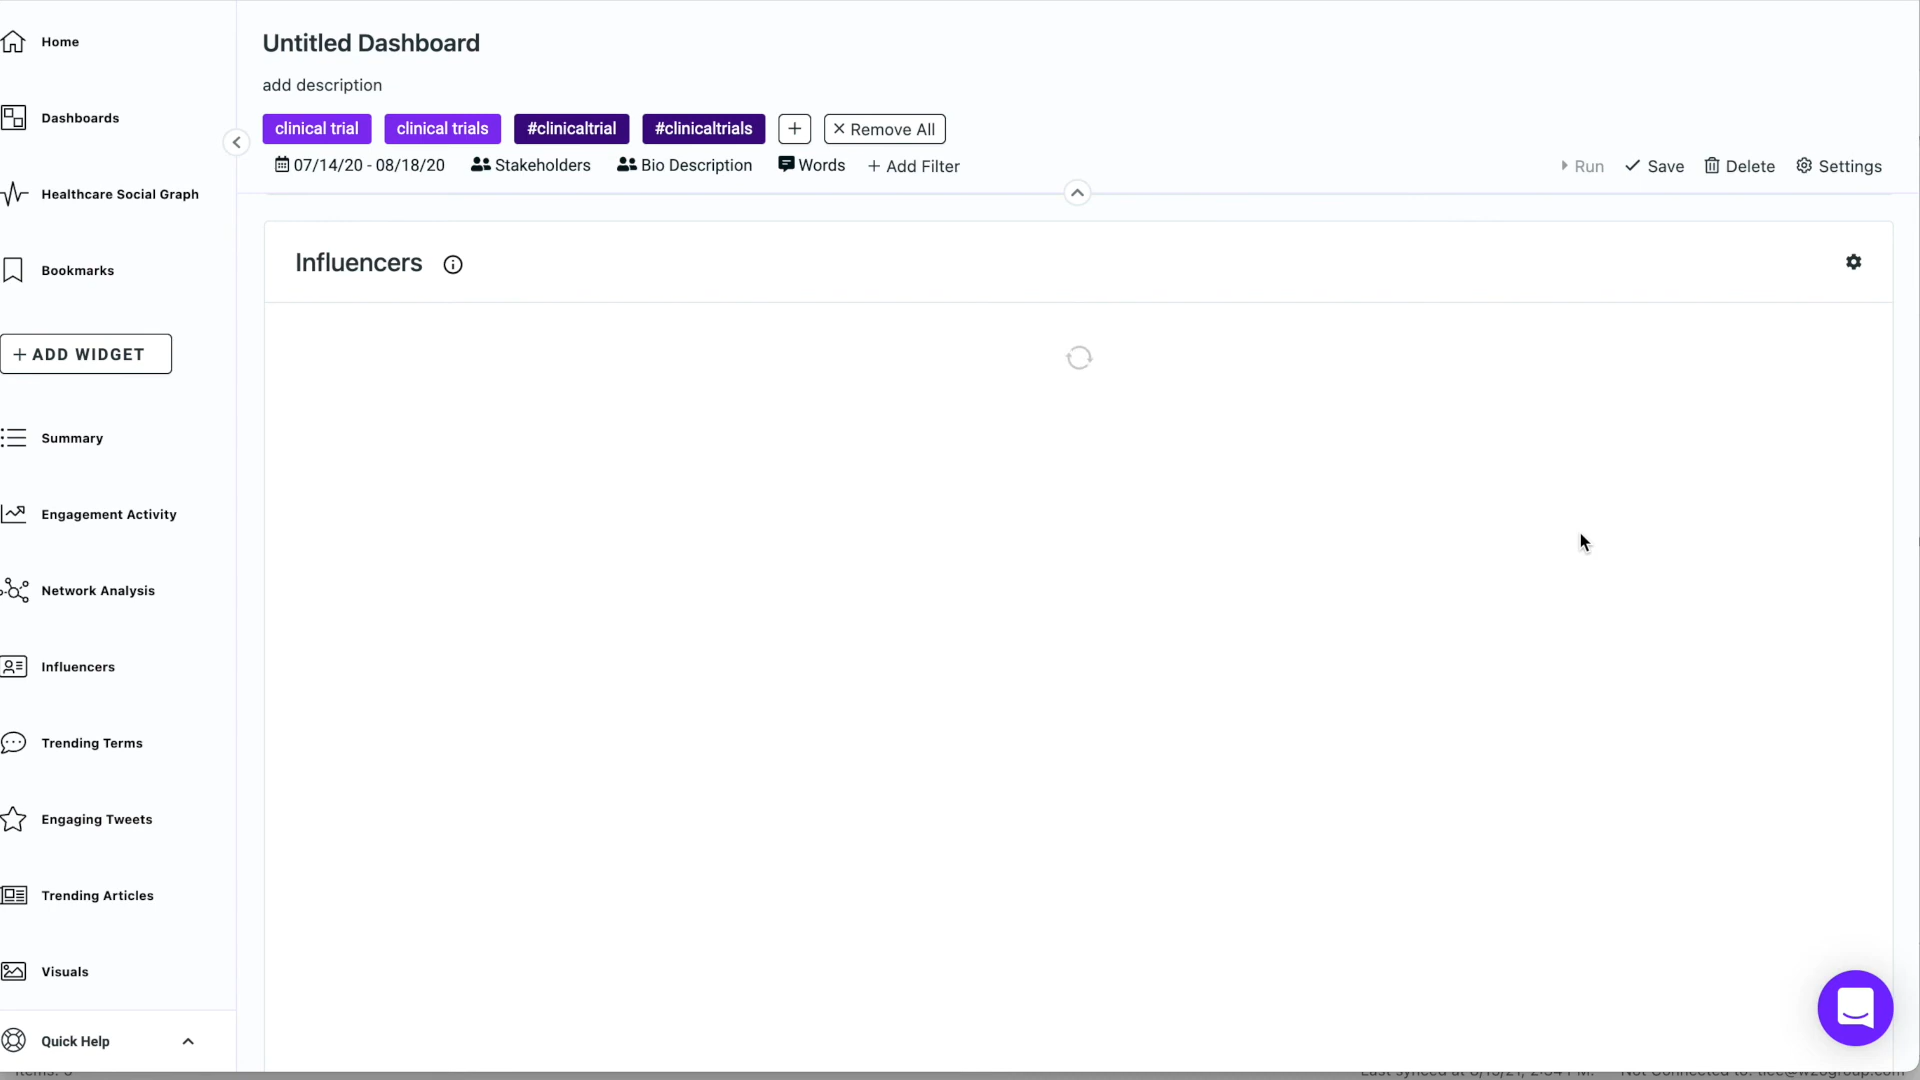 Home
Dashboards
Healthcare Social Graph
Bookmarks
+ ADD WIDGET
Summary
Engagement Activity
Network Analysis
Influencers
Trending Terms
Engaging Tweets
Trending Articles
Visuals
Quick Help
Untitled Dashboard
add description
clinical trial clinical trials #clinicaltrial #clinicaltrials + × Remove All
07/14/20 - 08/18/20 Stakeholders Bio Description Words + Add Filter Run Save Delete Settings
Influencers